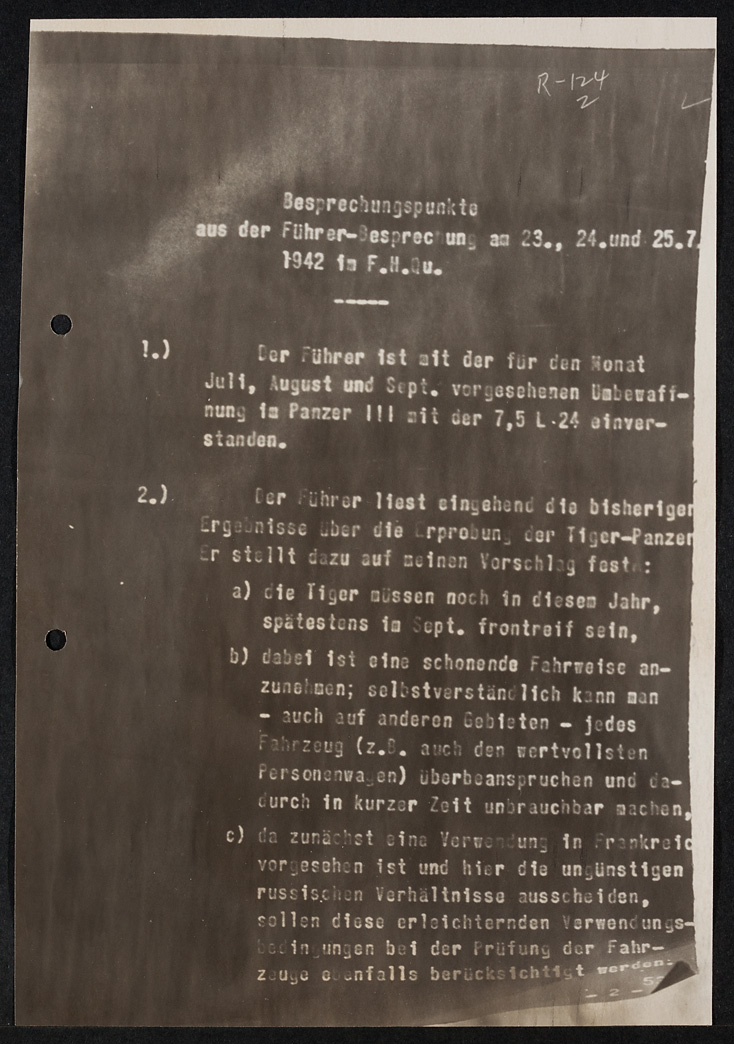 R-124
2
Besprechungspunkte
aus der Führer-Besprechung am 23., 24.und 25.7.
1942 im F.H.Qu.
-----
1.) Der Führer ist mit der für den Monat
Juli, August und Sept. vorgesehenen Umbewaff-
nung im Panzer III mit der 7,5 L 24 einver-
standen.
2.) Der Führer liest eingehend die bisherigen
Ergebnisse über die Erprobung der Tiger-Panzer
Er stellt dazu auf meinen Vorschlag fest:
a) die Tiger müssen noch in diesem Jahr,
spätestens im Sept. frontreif sein,
b) dabei ist eine schonende Fahrweise an-
zunehmen; selbstverständlich kann man
- auch auf anderen Gebieten - jedes
Fahrzeug (z.B. auch den wertvollsten
Personenwagen) überbeanspruchen und da-
durch in kurzer Zeit unbrauchbar machen,
c) da zunächst eine Verwendung in Frankreic
vorgesehen ist und hier die ungünstigen
russischen Verhältnisse ausscheiden,
sollen diese erleichternden Verwendungs-
bedingungen bei der Prüfung der Fahr-
zeuge ebenfalls berücksichtigt werden.
- 2 -